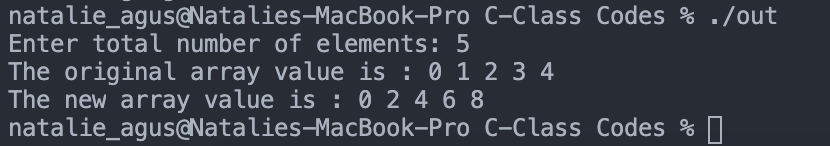 natalie_agus@Natalies-MacBook-Pro C-Class Codes % ./out
Enter total number of elements: 5
The original array value is : 0 1 2 3 4
The new array value is : 0 2 4 6 8
natalie_agus@Natalies-MacBook-Pro C-Class Codes %